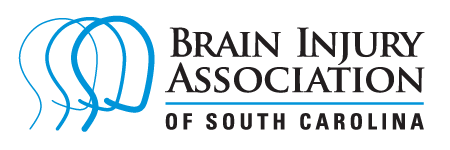 BRAIN INJURY
ASSOCIATION
OF SOUTH CAROLINA